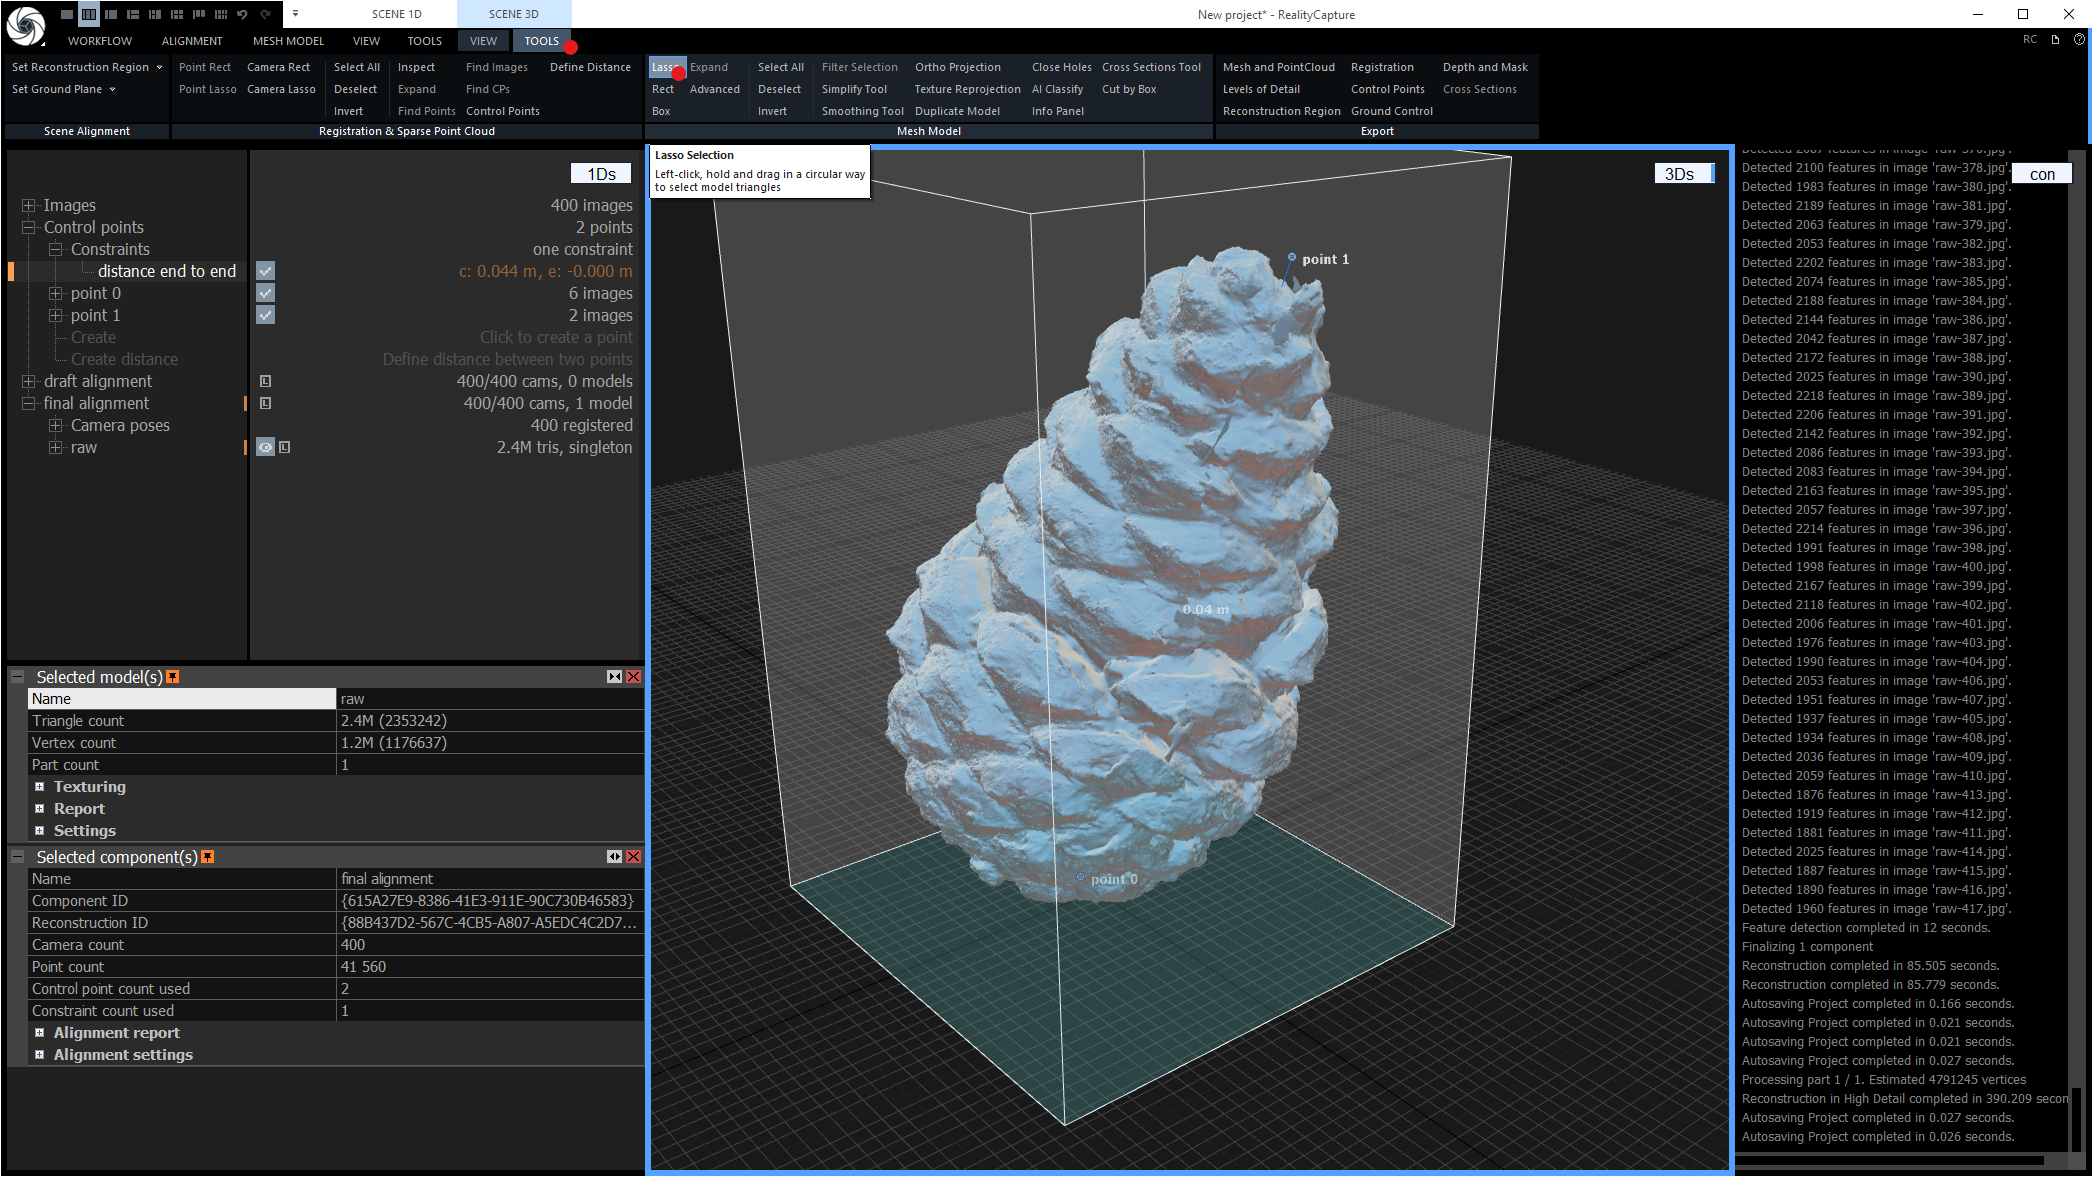 SCENE 1D
SCENE 3D
New project* - RealityCapture
WORKFLOW
ALIGNMENT
MESH MODEL
VIEW
TOOLS
VIEW
TOOLS
RC
Set Reconstruction Region
Set Ground Plane
Scene Alignment
Point Rect
Camera Rect
Select All
Inspect
Find Images
Define Distance
Point Lasso
Camera Lasso
Deselect
Expand
Find CPs
Invert
Find Points
Control Points
Registration & Sparse Point Cloud
Expand
Select All
Filter Selection
Ortho Projection
Close Holes
Cross Sections Tool
Rect
Advanced
Deselect
Simplify Tool
Texture Reprojection
AI Classify
Cut by Box
Box
Invert
Smoothing Tool
Duplicate Model
Info Panel
Mesh Model
Mesh and PointCloud
Registration
Depth and Mask
Levels of Detail
Control Points
Cross Sections
Reconstruction Region
Ground Control
Export
Lasso Selection
Left-click, hold and drag in a circular way
to select model triangles
1Ds
Images 400 images
Control points 2 points
Constraints one constraint
distance end to end c: 0.044 m, e: -0.000 m
point 0 6 images
point 1 2 images
Create Click to create a point
Create distance Define distance between two points
draft alignment 400/400 cams, 0 models
final alignment 400/400 cams, 1 model
Camera poses 400 registered
raw 2.4M tris, singleton
Selected model(s)
Name raw
Triangle count 2.4M (2353242)
Vertex count 1.2M (1176637)
Part count 1
Texturing
Report
Settings
Selected component(s)
Name final alignment
Component ID {615A27E9-8386-41E3-911E-90C730B46583}
Reconstruction ID {88B437D2-567C-4CB5-A807-A5EDC4C2D7...
Camera count 400
Point count 41 560
Control point count used 2
Constraint count used 1
Alignment report
Alignment settings
3Ds
point 1
0.04 m
point 0
con
Detected 2100 features in image 'raw-378.jpg'.
Detected 1983 features in image 'raw-380.jpg'.
Detected 2189 features in image 'raw-381.jpg'.
Detected 2063 features in image 'raw-379.jpg'.
Detected 2053 features in image 'raw-382.jpg'.
Detected 2202 features in image 'raw-383.jpg'.
Detected 2074 features in image 'raw-385.jpg'.
Detected 2188 features in image 'raw-384.jpg'.
Detected 2144 features in image 'raw-386.jpg'.
Detected 2042 features in image 'raw-387.jpg'.
Detected 2172 features in image 'raw-388.jpg'.
Detected 2025 features in image 'raw-390.jpg'.
Detected 2218 features in image 'raw-389.jpg'.
Detected 2206 features in image 'raw-391.jpg'.
Detected 2142 features in image 'raw-392.jpg'.
Detected 2086 features in image 'raw-393.jpg'.
Detected 2083 features in image 'raw-394.jpg'.
Detected 2163 features in image 'raw-395.jpg'.
Detected 2057 features in image 'raw-397.jpg'.
Detected 2214 features in image 'raw-396.jpg'.
Detected 1991 features in image 'raw-398.jpg'.
Detected 1998 features in image 'raw-400.jpg'.
Detected 2167 features in image 'raw-399.jpg'.
Detected 2118 features in image 'raw-402.jpg'.
Detected 2006 features in image 'raw-401.jpg'.
Detected 1976 features in image 'raw-403.jpg'.
Detected 1990 features in image 'raw-404.jpg'.
Detected 2053 features in image 'raw-406.jpg'.
Detected 1951 features in image 'raw-407.jpg'.
Detected 1937 features in image 'raw-405.jpg'.
Detected 1934 features in image 'raw-408.jpg'.
Detected 2036 features in image 'raw-409.jpg'.
Detected 2059 features in image 'raw-410.jpg'.
Detected 1876 features in image 'raw-413.jpg'.
Detected 1919 features in image 'raw-412.jpg'.
Detected 1881 features in image 'raw-411.jpg'.
Detected 2025 features in image 'raw-414.jpg'.
Detected 1887 features in image 'raw-415.jpg'.
Detected 1890 features in image 'raw-416.jpg'.
Detected 1960 features in image 'raw-417.jpg'.
Feature detection completed in 12 seconds.
Finalizing 1 component
Reconstruction completed in 85.505 seconds.
Reconstruction completed in 85.779 seconds.
Autosaving Project completed in 0.166 seconds.
Autosaving Project completed in 0.021 seconds.
Autosaving Project completed in 0.021 seconds.
Autosaving Project completed in 0.027 seconds.
Processing part 1 / 1. Estimated 4791245 vertices
Reconstruction in High Detail completed in 390.209 secon
Autosaving Project completed in 0.027 seconds.
Autosaving Project completed in 0.026 seconds.